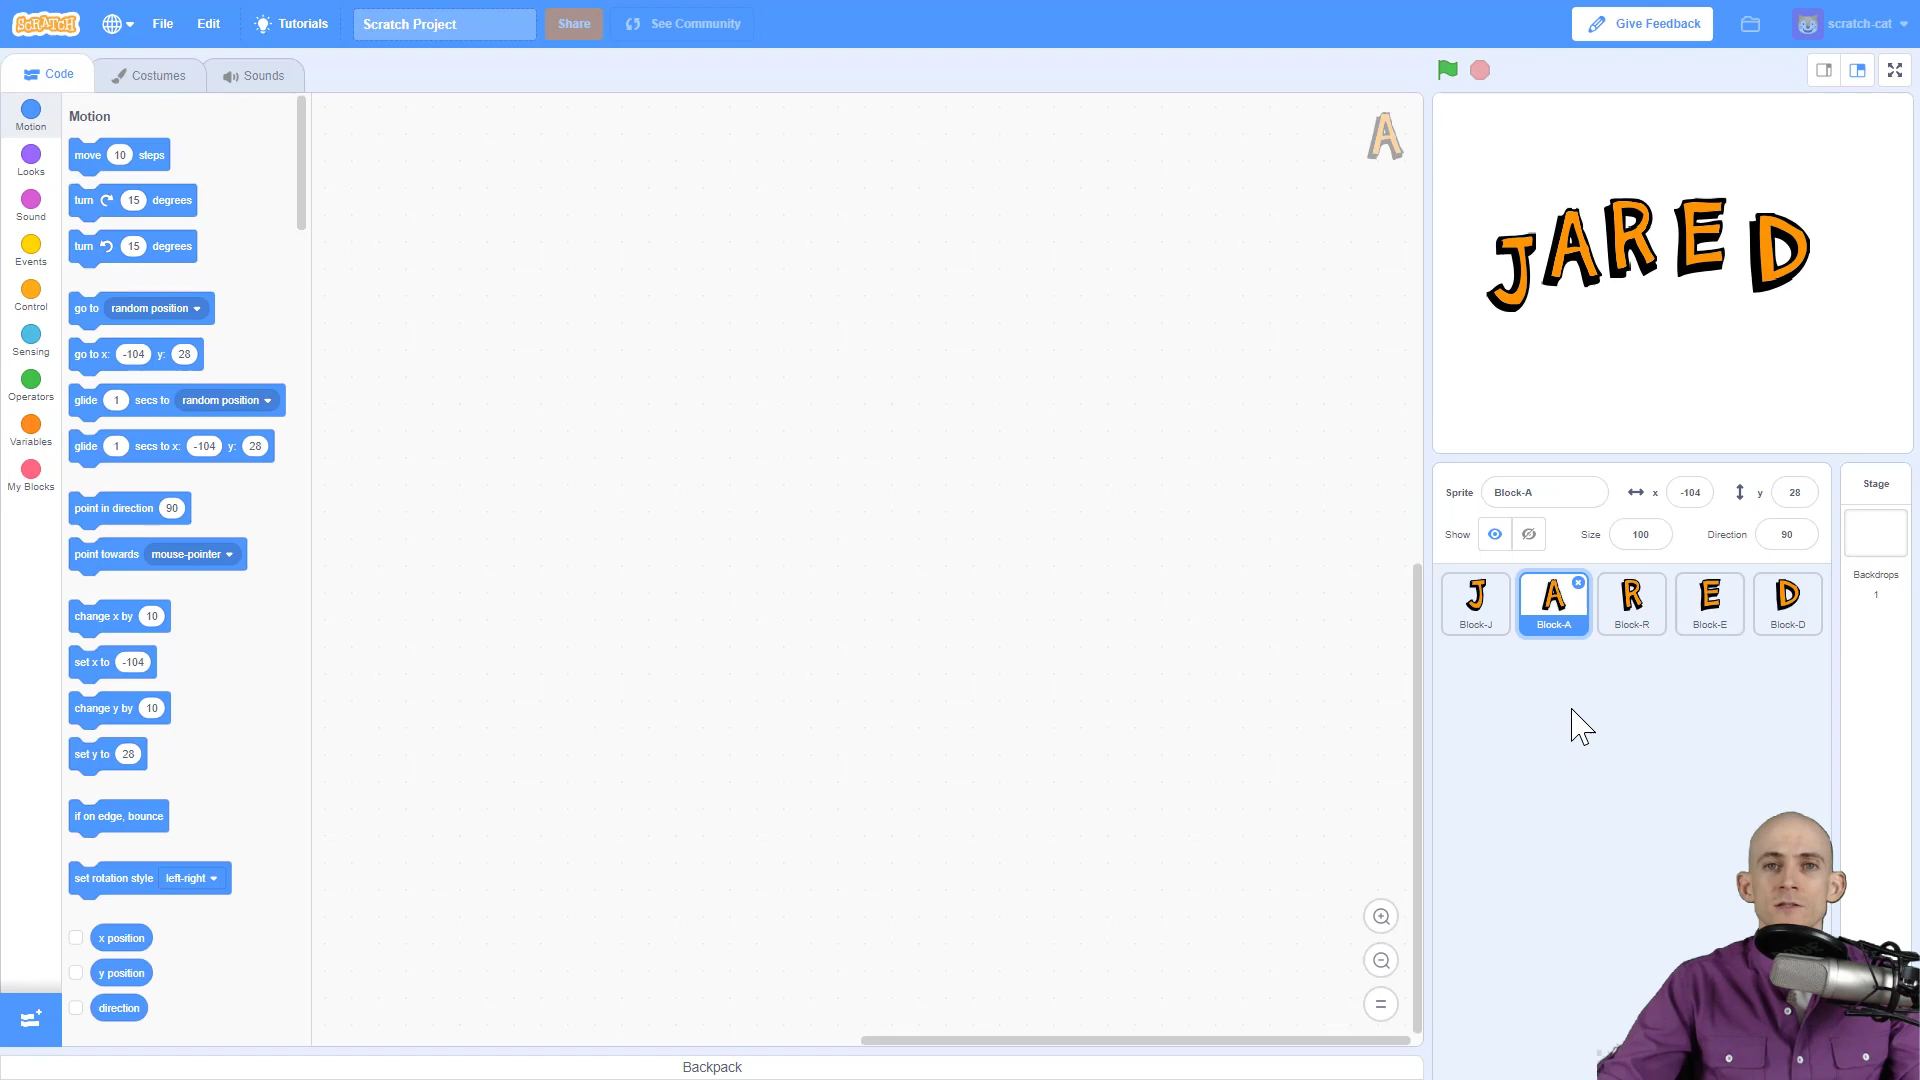 SCRATCH
File
Edit
Tutorials
Scratch Project
Share
See Community
Give Feedback
scratch-cat
Code
Costumes
Sounds
Motion
Looks
Sound
Events
Control
Sensing
Operators
Variables
My Blocks
Motion
move 10 steps
turn 15 degrees
turn 15 degrees
go to random position
go to x: -104 y: 28
glide 1 secs to random position
glide 1 secs to x: -104 y: 28
point in direction 90
point towards mouse-pointer
change x by 10
set x to -104
change y by 10
set y to 28
if on edge, bounce
set rotation style left-right
x position
y position
direction
A
Backpack
JARED
Sprite Block-A x -104 y 28
Show Size 100 Direction 90
J A R E D
Block-J Block-A Block-R Block-E Block-D
Stage
Backdrops
1